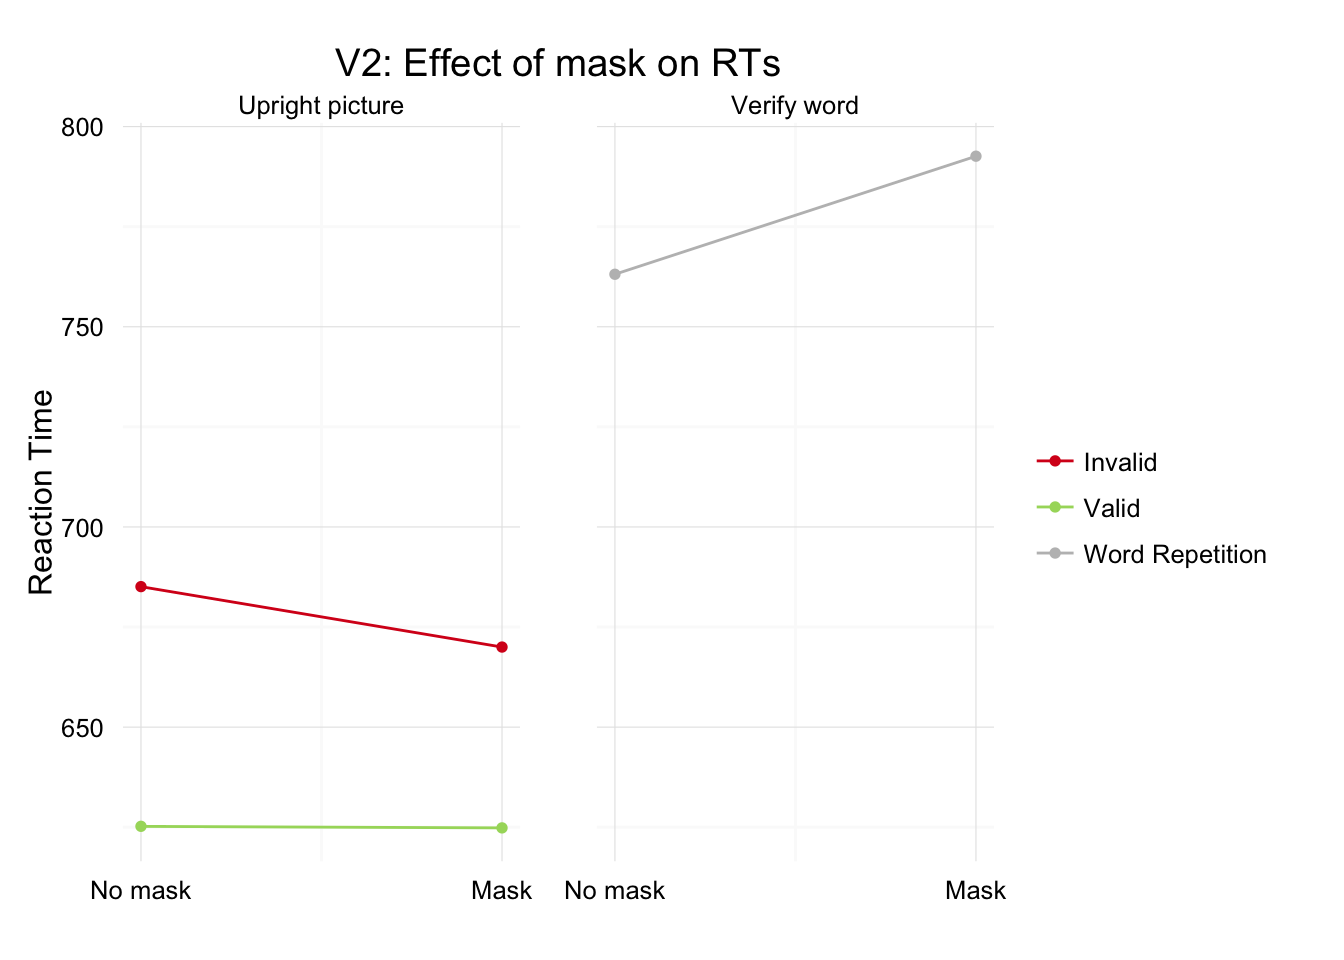 V2: Effect of mask on RTs
Upright picture
Verify word
800
750
700
650
Reaction Time
No mask
Mask
No mask
Mask
Invalid
Valid
Word Repetition